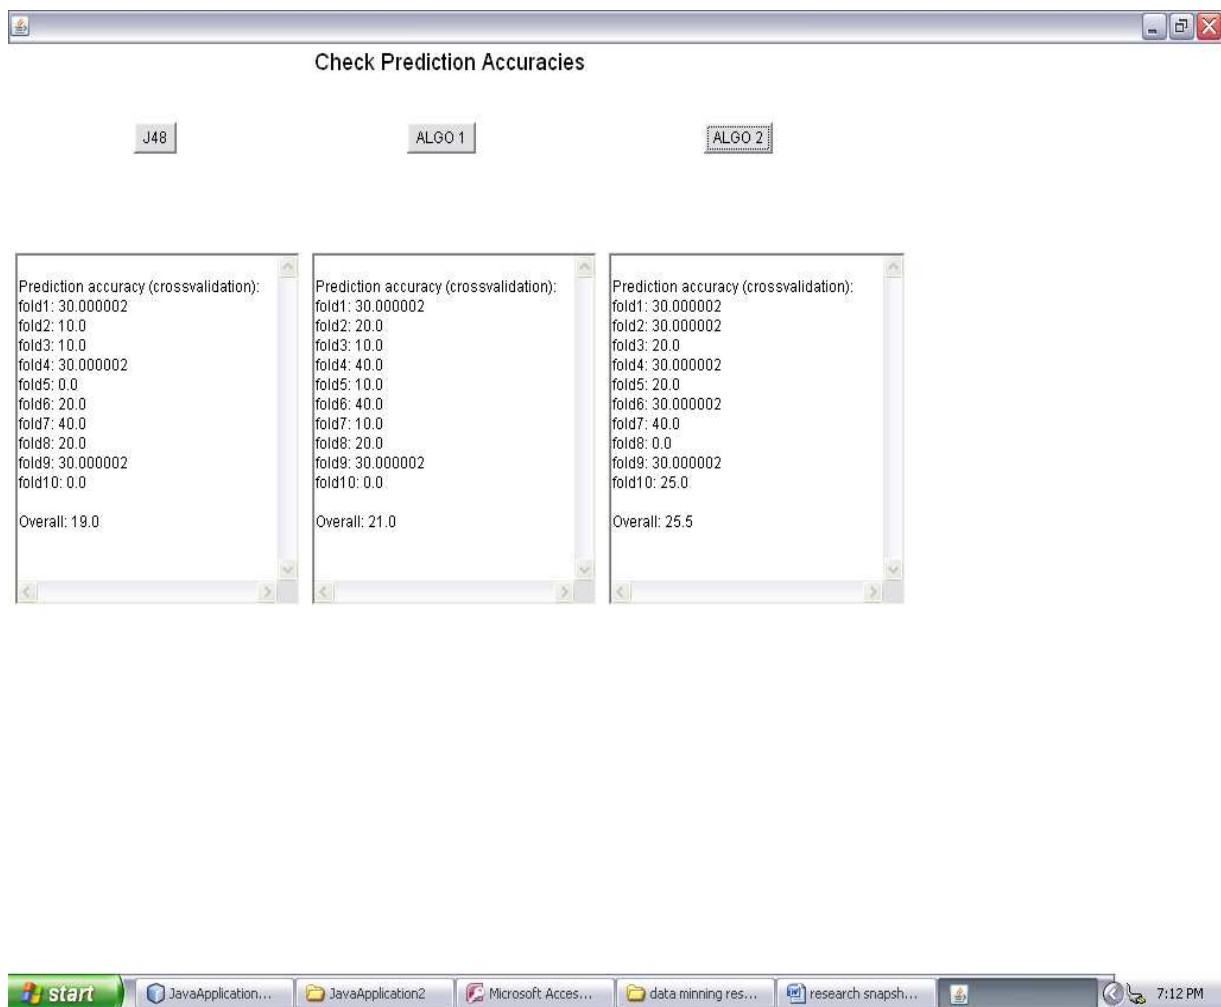 Check Prediction Accuracies
J48
ALGO 1
ALGO 2
Prediction accuracy (crossvalidation):
fold1: 30.000002
fold2: 10.0
fold3: 10.0
fold4: 30.000002
fold5: 0.0
fold6: 20.0
fold7: 40.0
fold8: 20.0
fold9: 30.000002
fold10: 0.0
Overall: 19.0
Prediction accuracy (crossvalidation):
fold1: 30.000002
fold2: 20.0
fold3: 10.0
fold4: 40.0
fold5: 10.0
fold6: 40.0
fold7: 10.0
fold8: 20.0
fold9: 30.000002
fold10: 0.0
Overall: 21.0
Prediction accuracy (crossvalidation):
fold1: 30.000002
fold2: 30.000002
fold3: 20.0
fold4: 30.000002
fold5: 20.0
fold6: 30.000002
fold7: 40.0
fold8: 0.0
fold9: 30.000002
fold10: 25.0
Overall: 25.5
start
JavaApplication...
JavaApplication2
Microsoft Acces...
data minning res...
research snapsh...
7:12 PM